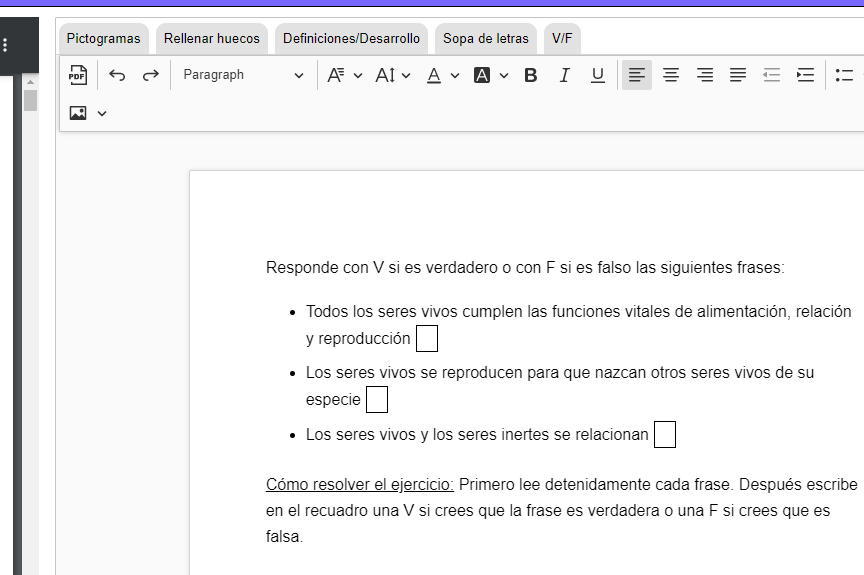 Pictogramas Rellenar huecos Definiciones/Desarrollo Sopa de letras V/F
PDF Paragraph A AI A A B I U
Responde con V si es verdadero o con F si es falso las siguientes frases:
• Todos los seres vivos cumplen las funciones vitales de alimentación, relación
y reproducción
• Los seres vivos se reproducen para que nazcan otros seres vivos de su
especie
• Los seres vivos y los seres inertes se relacionan
Cómo resolver el ejercicio: Primero lee detenidamente cada frase. Después escribe
en el recuadro una V si crees que la frase es verdadera o una F si crees que es
falsa.